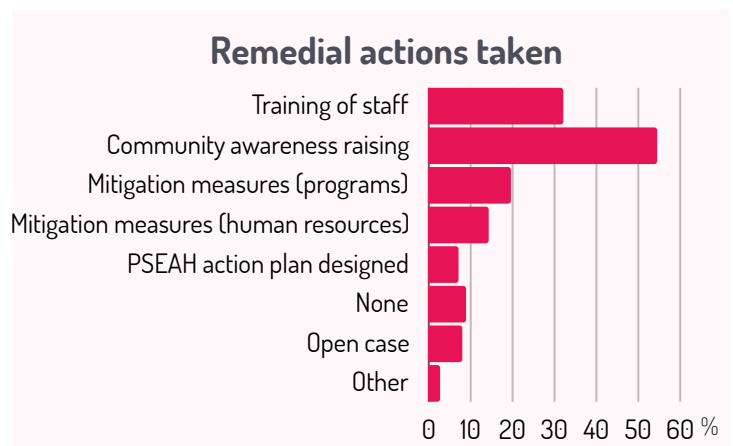 Remedial actions taken
Training of staff
Community awareness raising
Mitigation measures (programs)
Mitigation measures (human resources)
PSEAH action plan designed
None
Open case
Other
0 10 20 30 40 50 60 %